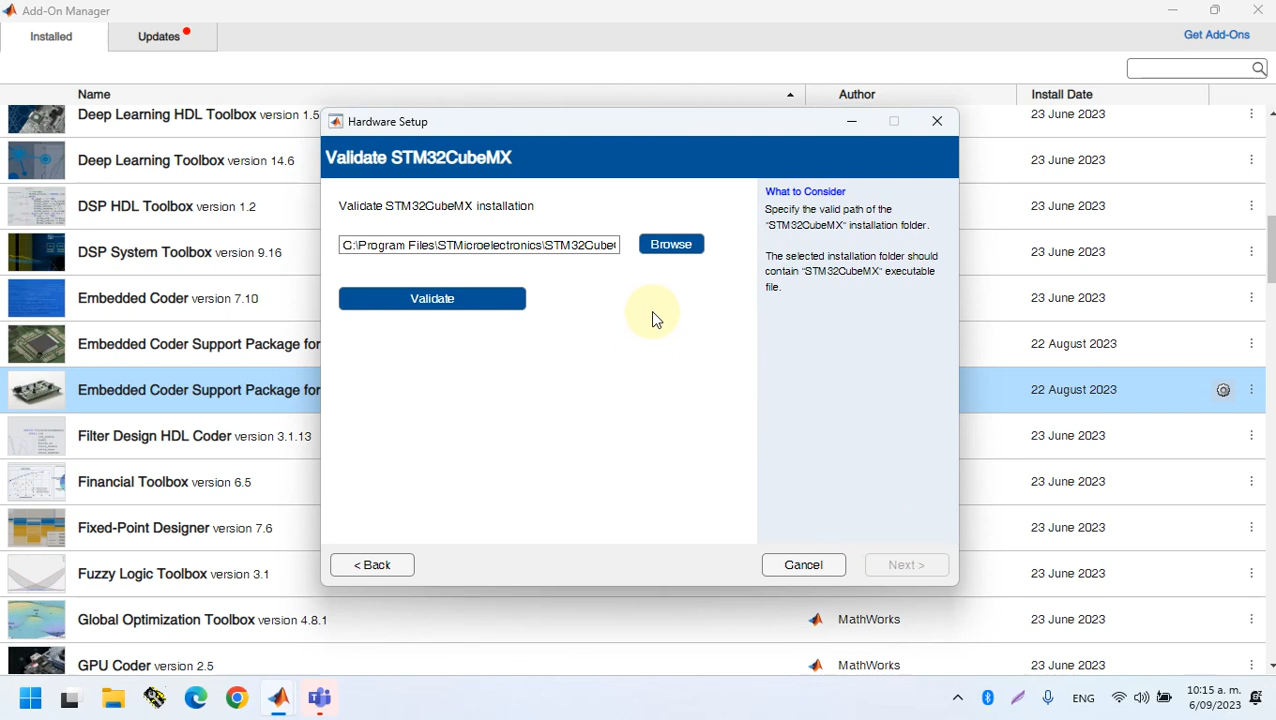 Add-On Manager
Installed
Updates
Get Add-Ons
Name
Author
Install Date
Deep Learning HDL Toolbox version 1.5
23 June 2023
Deep Learning Toolbox version 14.6
23 June 2023
DSP HDL Toolbox version 1.2
23 June 2023
DSP System Toolbox version 9.16
23 June 2023
Embedded Coder version 7.10
23 June 2023
Embedded Coder Support Package for
22 August 2023
Embedded Coder Support Package for
22 August 2023
Filter Design HDL Coder version 3.1.13
23 June 2023
Financial Toolbox version 6.5
23 June 2023
Fixed-Point Designer version 7.6
23 June 2023
Fuzzy Logic Toolbox version 3.1
23 June 2023
Global Optimization Toolbox version 4.8.1
MathWorks
23 June 2023
GPU Coder version 2.5
MathWorks
23 June 2023
Hardware Setup
Validate STM32CubeMX
Validate STM32CubeMX installation
C:\Program Files\STMicroelectronics\STM32Cube
Browse
Validate
What to Consider
Specify the valid path of the
"STM32CubeMX" installation folder.
The selected installation folder should
contain "STM32CubeMX" executable
file.
< Back
Cancel
Next >
ENG
10:15 a. m.
6/09/2023